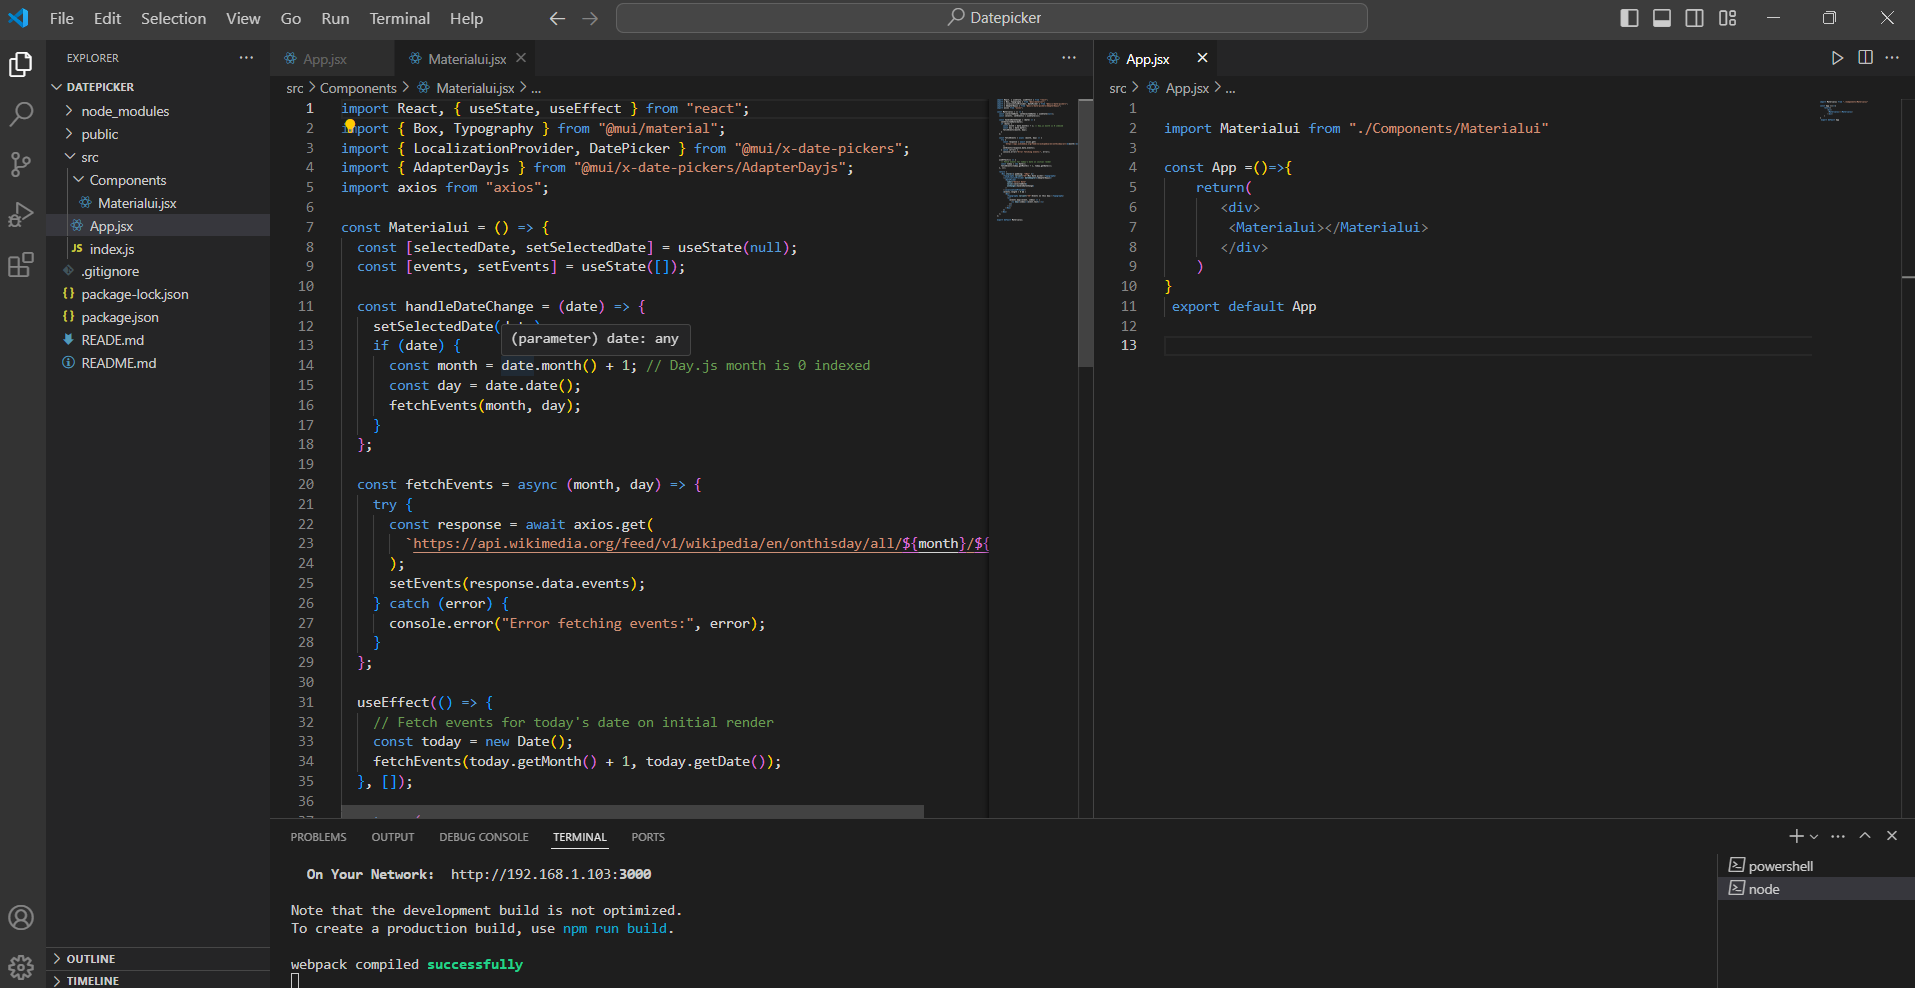 File Edit Selection View Go Run Terminal Help
Datepicker
EXPLORER
DATEPICKER
node_modules
public
src
Components
Materialui.jsx
App.jsx
JS index.js
.gitignore
{} package-lock.json
{} package.json
READE.md
README.md
OUTLINE
TIMELINE
App.jsx
Materialui.jsx
src > Components > Materialui.jsx > ...
1 import React, { useState, useEffect } from "react";
2 import { Box, Typography } from "@mui/material";
3 import { LocalizationProvider, DatePicker } from "@mui/x-date-pickers";
4 import { AdapterDayjs } from "@mui/x-date-pickers/AdapterDayjs";
5 import axios from "axios";
6
7 const Materialui = () => {
8 const [selectedDate, setSelectedDate] = useState(null);
9 const [events, setEvents] = useState([]);
10
11 const handleDateChange = (date) => {
12 setSelectedDate(
(parameter) date: any
13 if (date) {
14 const month = date.month() + 1; // Day.js month is 0 indexed
15 const day = date.date();
16 fetchEvents(month, day);
17 }
18 };
19
20 const fetchEvents = async (month, day) => {
21 try {
22 const response = await axios.get(
23 `https://api.wikimedia.org/feed/v1/wikipedia/en/onthisday/all/${month}/${
24 );
25 setEvents(response.data.events);
26 } catch (error) {
27 console.error("Error fetching events:", error);
28 }
29 };
30
31 useEffect(() => {
32 // Fetch events for today's date on initial render
33 const today = new Date();
34 fetchEvents(today.getMonth() + 1, today.getDate());
35 }, []);
36
App.jsx
src > App.jsx > ...
1
2 import Materialui from "./Components/Materialui"
3
4 const App =()=>{
5 return(
6 <div>
7 <Materialui></Materialui>
8 </div>
9 )
10 }
11 export default App
12
13
PROBLEMS OUTPUT DEBUG CONSOLE TERMINAL PORTS
On Your Network: http://192.168.1.103:3000
Note that the development build is not optimized.
To create a production build, use npm run build.
webpack compiled successfully
powershell
node